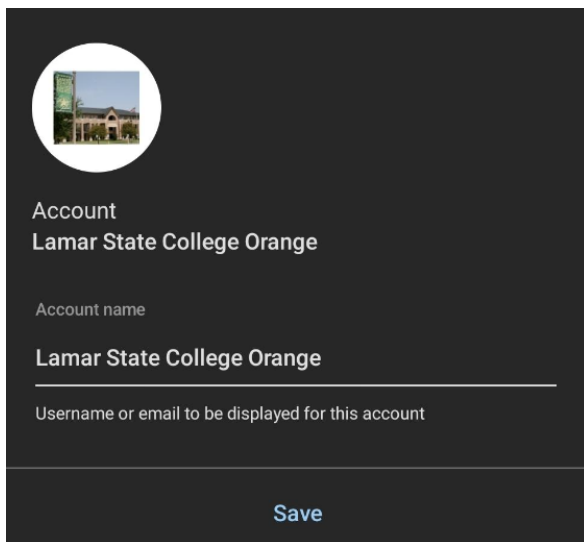 Account
Lamar State College Orange
Account name
Lamar State College Orange
Username or email to be displayed for this account
Save